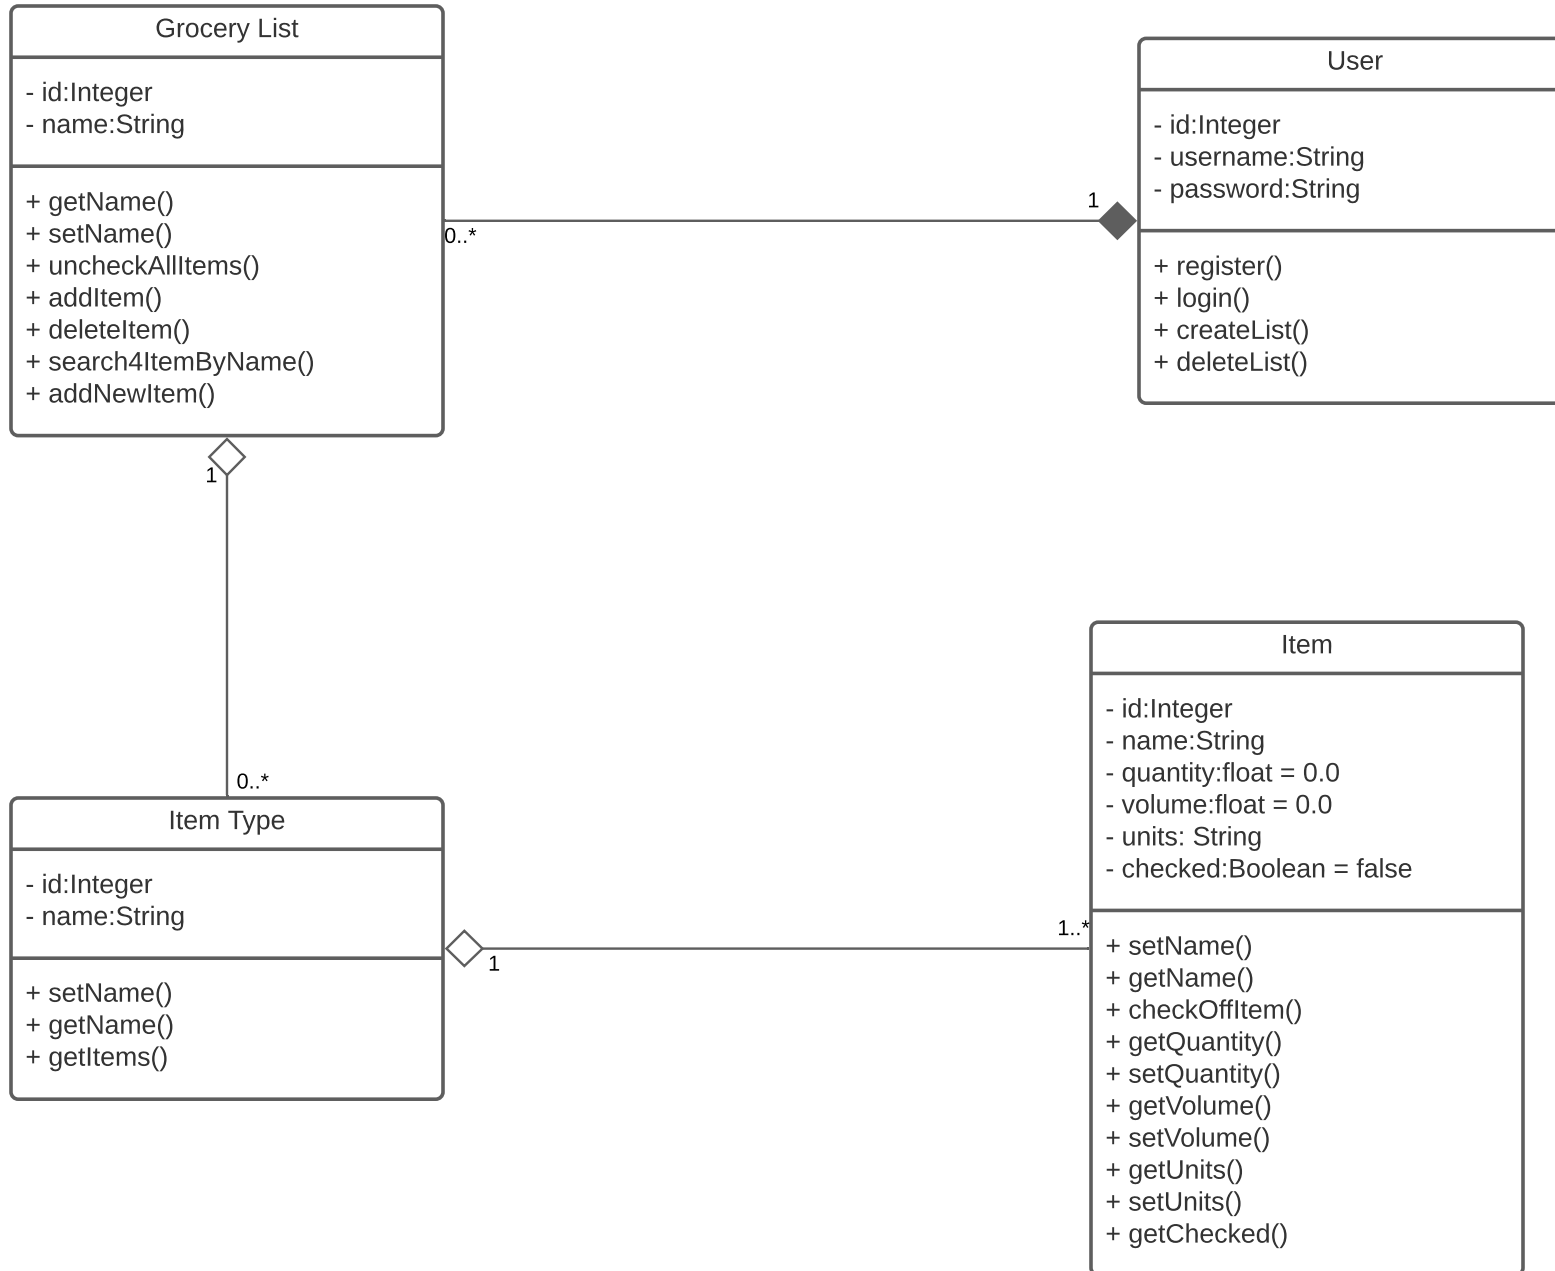 Grocery List
- id:Integer
- name:String
+ getName()
+ setName()
+ uncheckAllItems()
+ addItem()
+ deleteItem()
+ search4ItemByName()
+ addNewItem()
0..*
1
User
- id:Integer
- username:String
- password:String
+ register()
+ login()
+ createList()
+ deleteList()
1
0..*
Item Type
- id:Integer
- name:String
+ setName()
+ getName()
+ getItems()
1
1..*
Item
- id:Integer
- name:String
- quantity:float = 0.0
- volume:float = 0.0
- units: String
- checked:Boolean = false
+ setName()
+ getName()
+ checkOffItem()
+ getQuantity()
+ setQuantity()
+ getVolume()
+ setVolume()
+ getUnits()
+ setUnits()
+ getChecked()